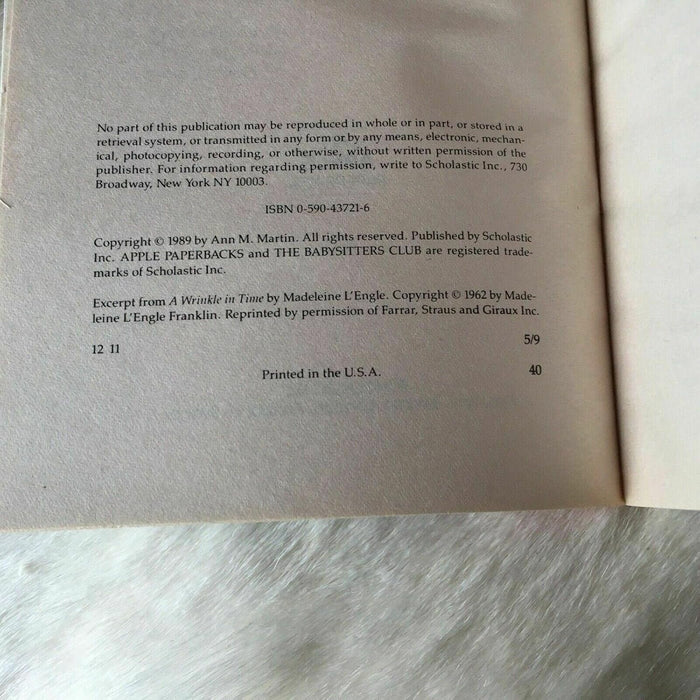 No part of this publication may be reproduced in whole or in part, or stored in a
retrieval system, or transmitted in any form or by any means, electronic, mechan-
ical, photocopying, recording, or otherwise, without written permission of the
publisher. For information regarding permission, write to Scholastic Inc., 730
Broadway, New York NY 10003.
ISBN 0-590-43721-6
Copyright © 1989 by Ann M. Martin. All rights reserved. Published by Scholastic
Inc. APPLE PAPERBACKS and THE BABYSITTERS CLUB are registered trade-
marks of Scholastic Inc.
Excerpt from A Wrinkle in Time by Madeleine L'Engle. Copyright © 1962 by Made-
leine L'Engle Franklin. Reprinted by permission of Farrar, Straus and Giraux Inc.
12 11 5/9
Printed in the U.S.A. 40